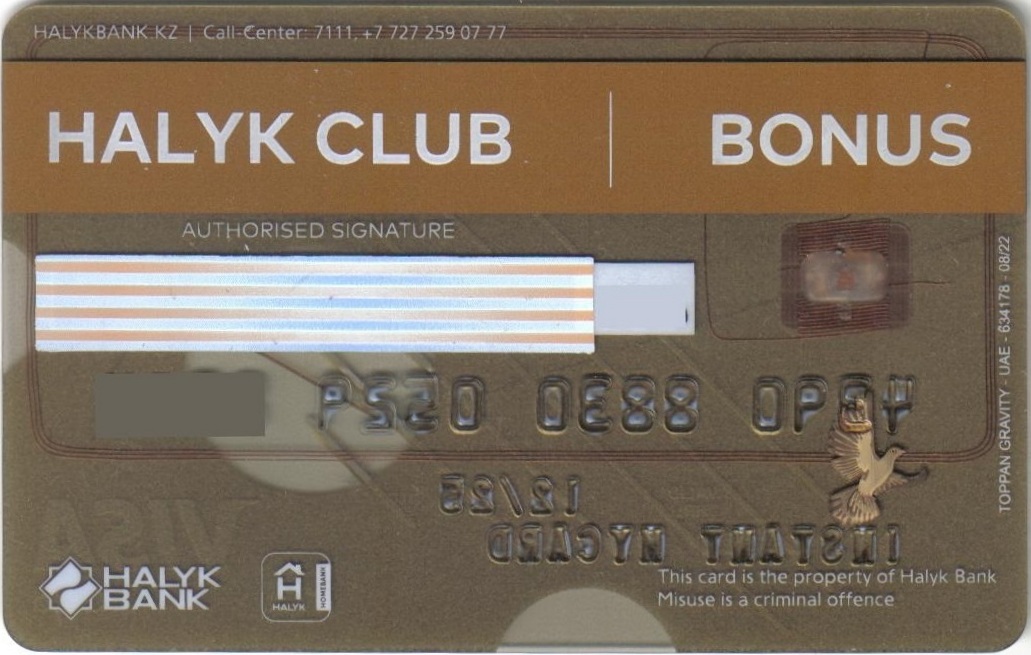 HALYKBANK KZ | Call-Center: 7111, +7 727 259 07 77
HALYK CLUB | BONUS
AUTHORISED SIGNATURE
TOPPAN GRAVITY - UAE - 634178 - 08/22
VISA
INSTANT MYCARD
HALYK BANK
HALYK
HOMEBANK
This card is the property of Halyk Bank
Misuse is a criminal offence